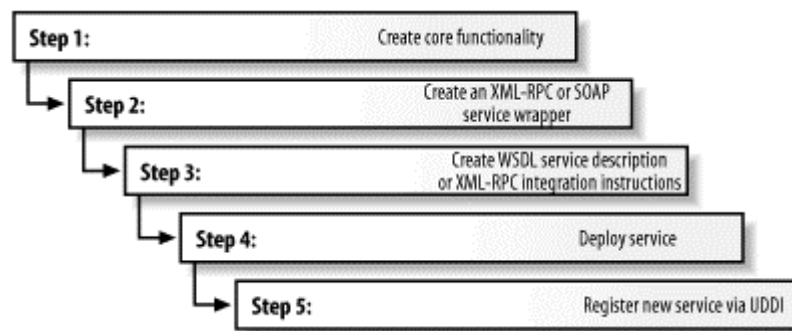 Step 1: Create core functionality
Step 2: Create an XML-RPC or SOAP
service wrapper
Step 3: Create WSDL service description
or XML-RPC integration instructions
Step 4: Deploy service
Step 5: Register new service via UDDI